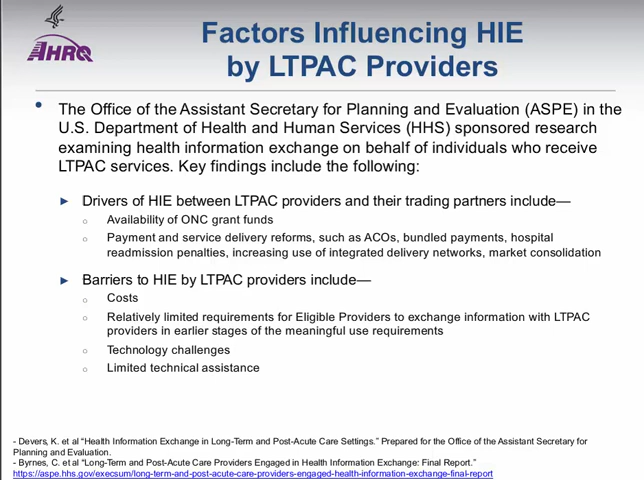 AHRQ
Factors Influencing HIE
by LTPAC Providers
• The Office of the Assistant Secretary for Planning and Evaluation (ASPE) in the
U.S. Department of Health and Human Services (HHS) sponsored research
examining health information exchange on behalf of individuals who receive
LTPAC services. Key findings include the following:
► Drivers of HIE between LTPAC providers and their trading partners include—
○ Availability of ONC grant funds
○ Payment and service delivery reforms, such as ACOs, bundled payments, hospital
readmission penalties, increasing use of integrated delivery networks, market consolidation
► Barriers to HIE by LTPAC providers include—
○ Costs
○ Relatively limited requirements for Eligible Providers to exchange information with LTPAC
providers in earlier stages of the meaningful use requirements
○ Technology challenges
○ Limited technical assistance
- Devers, K. et al “Health Information Exchange in Long-Term and Post-Acute Care Settings.” Prepared for the Office of the Assistant Secretary for
Planning and Evaluation.
- Byrnes, C. et al “Long-Term and Post-Acute Care Providers Engaged in Health Information Exchange: Final Report.”
https://aspe.hhs.gov/execsum/long-term-and-post-acute-care-providers-engaged-health-information-exchange-final-report